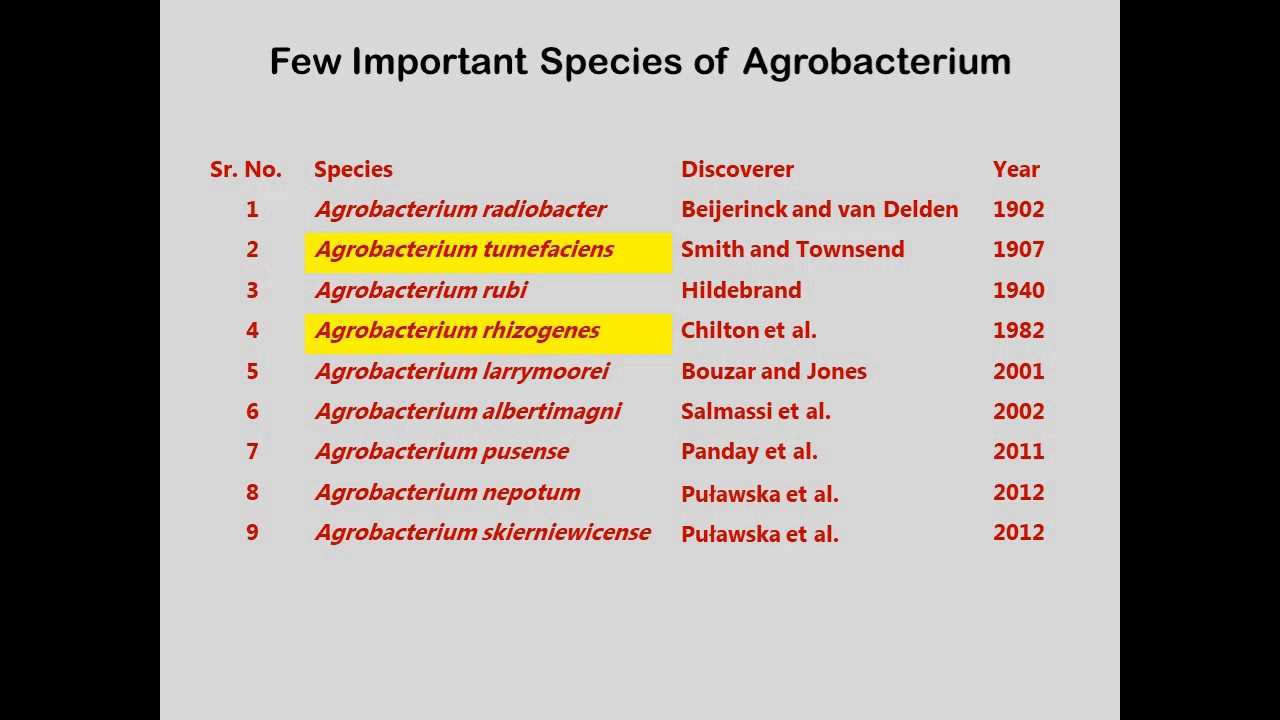 Few Important Species of Agrobacterium
Sr. No. Species Discoverer Year
1 Agrobacterium radiobacter Beijerinck and van Delden 1902
2 Agrobacterium tumefaciens Smith and Townsend 1907
3 Agrobacterium rubi Hildebrand 1940
4 Agrobacterium rhizogenes Chilton et al. 1982
5 Agrobacterium larrymoorei Bouzar and Jones 2001
6 Agrobacterium albertimagni Salmassi et al. 2002
7 Agrobacterium pusense Panday et al. 2011
8 Agrobacterium nepotum Puławska et al. 2012
9 Agrobacterium skierniewicense Puławska et al. 2012